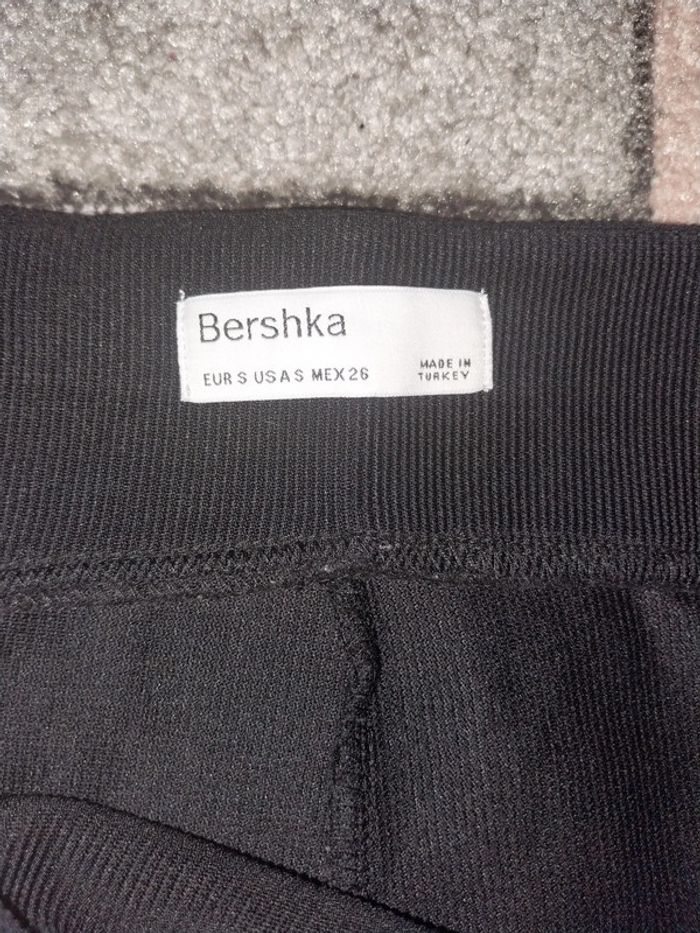 Bershka
EUR S USA S MEX 26
MADE IN
TURKEY